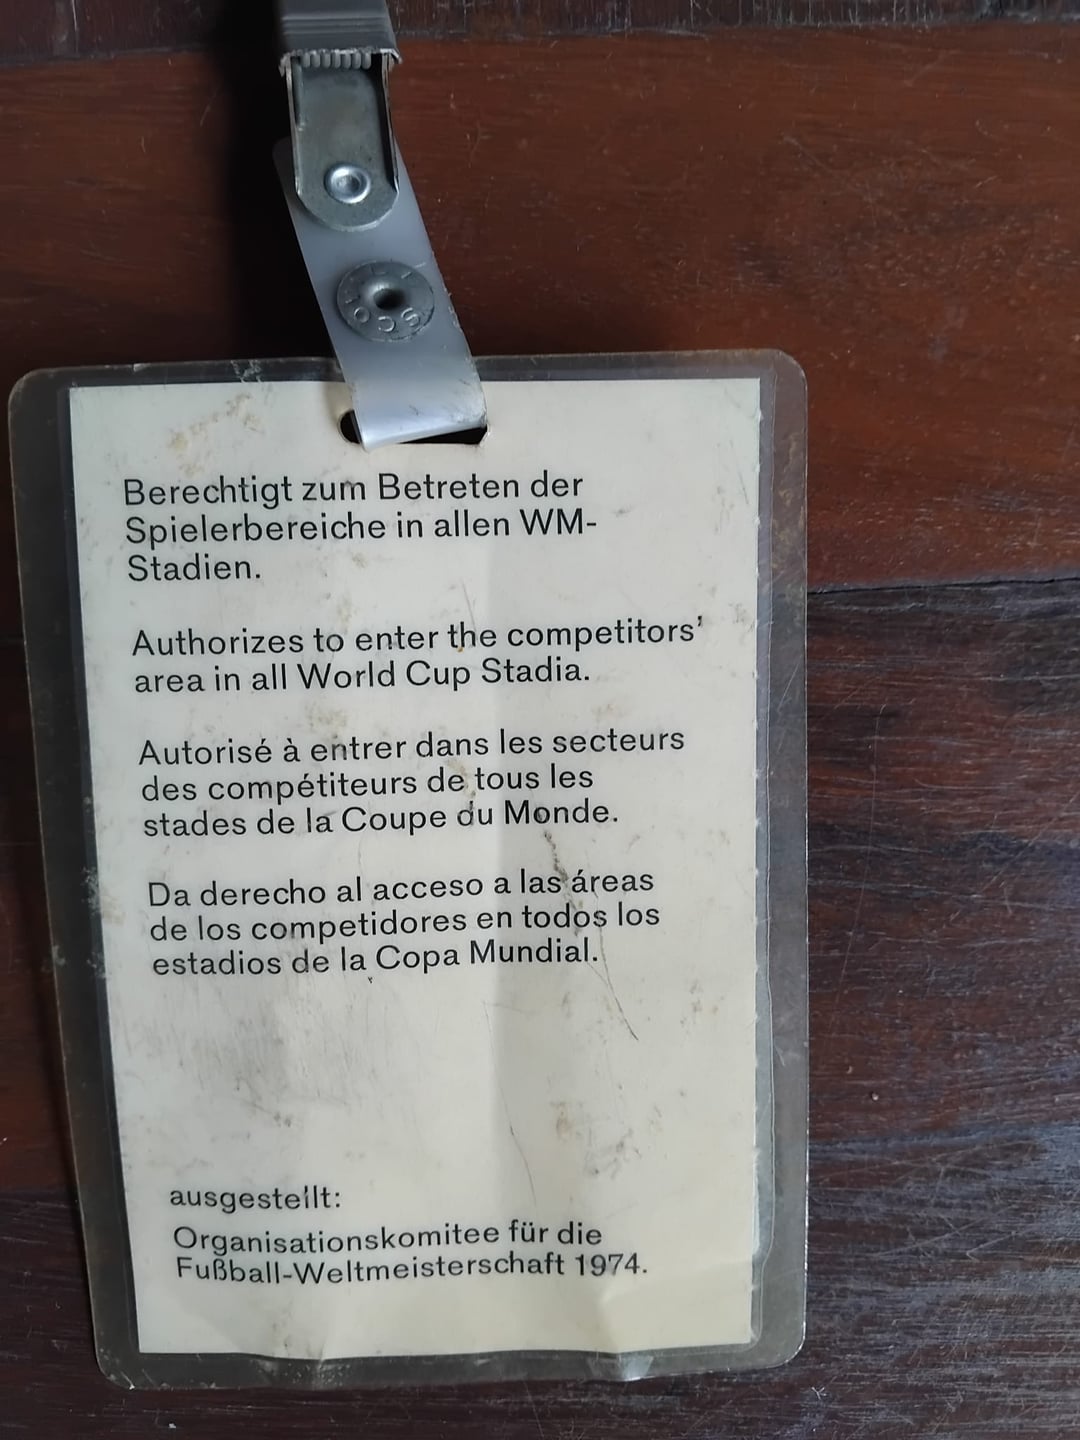 Berechtigt zum Betreten der
Spielerbereiche in allen WM-
Stadien.
Authorizes to enter the competitors'
area in all World Cup Stadia.
Autorisé à entrer dans les secteurs
des compétiteurs de tous les
stades de la Coupe du Monde.
Da derecho al acceso a las áreas
de los competidores en todos los
estadios de la Copa Mundial.
ausgestellt:
Organisationskomitee für die
Fußball-Weltmeisterschaft 1974.